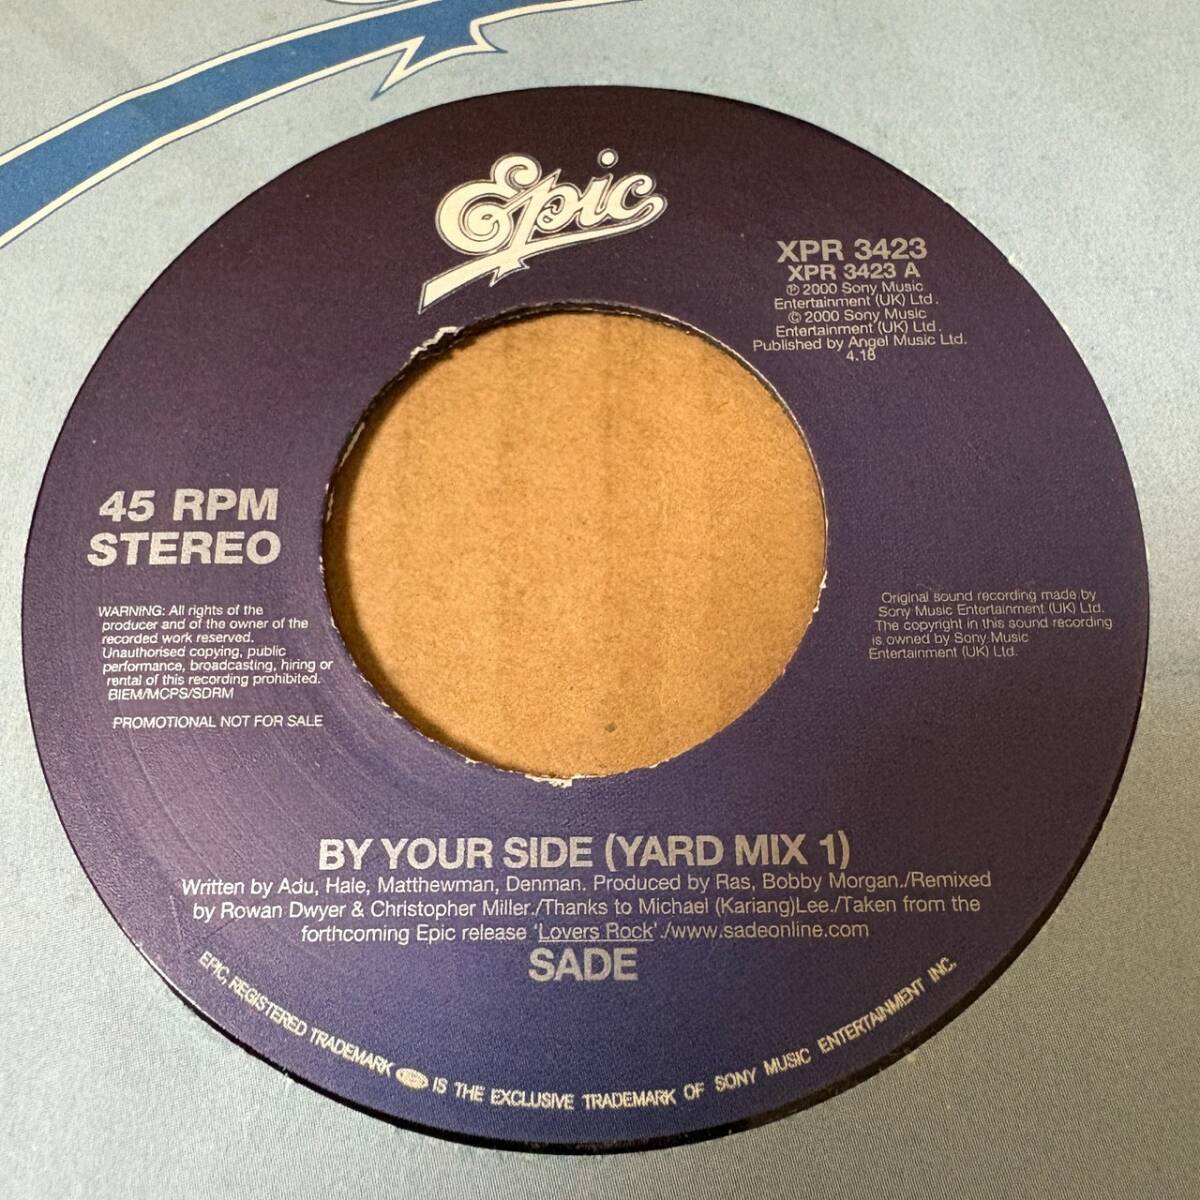 Epic
XPR 3423
XPR 3423 A
℗ 2000 Sony Music
Entertainment (UK) Ltd.
© 2000 Sony Music
Entertainment (UK) Ltd.
Published by Angel Music Ltd.
4.18
45 RPM
STEREO
WARNING: All rights of the
producer and of the owner of the
recorded work reserved.
Unauthorised copying, public
performance, broadcasting, hiring or
rental of this recording prohibited.
BIEM/MCPS/SDRM
PROMOTIONAL NOT FOR SALE
Original sound recording made by
Sony Music Entertainment (UK) Ltd.
The copyright in this sound recording
is owned by Sony Music
Entertainment (UK) Ltd.
BY YOUR SIDE (YARD MIX 1)
Written by Adu, Hale, Matthewman, Denman. Produced by Ras, Bobby Morgan./Remixed
by Rowan Dwyer & Christopher Miller./Thanks to Michael (Kariang)Lee./Taken from the
forthcoming Epic release 'Lovers Rock'./www.sadeonline.com
SADE
EPIC, REGISTERED TRADEMARK IS THE EXCLUSIVE TRADEMARK OF SONY MUSIC ENTERTAINMENT INC.